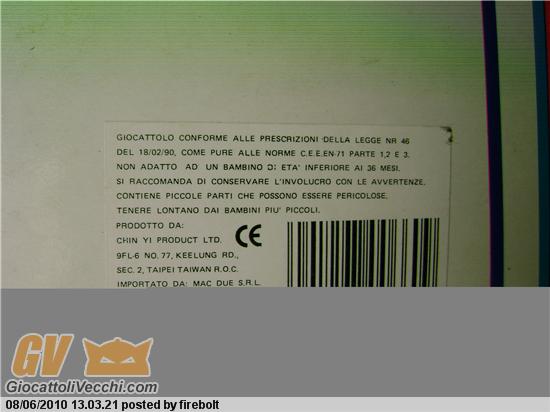 GIOCATTOLO CONFORME ALLE PRESCRIZIONI DELLA LEGGE NR 46
DEL 18/02/90, COME PURE ALLE NORME C.E.E.EN-71 PARTE 1,2 E 3.
NON ADATTO AD UN BAMBINO DI ETA' INFERIORE AI 36 MESI.
SI RACCOMANDA DI CONSERVARE L'INVOLUCRO CON LE AVVERTENZE.
CONTIENE PICCOLE PARTI CHE POSSONO ESSERE PERICOLOSE.
TENERE LONTANO DAI BAMBINI PIU' PICCOLI.
PRODOTTO DA:
CHIN YI PRODUCT LTD.
CE
9FL-6 NO. 77, KEELUNG RD.,
SEC. 2, TAIPEI TAIWAN R.O.C.
IMPORTATO DA: MAC DUE S.R.L.
GV
GiocattoliVecchi.com
08/06/2010 13.03.21 posted by firebolt